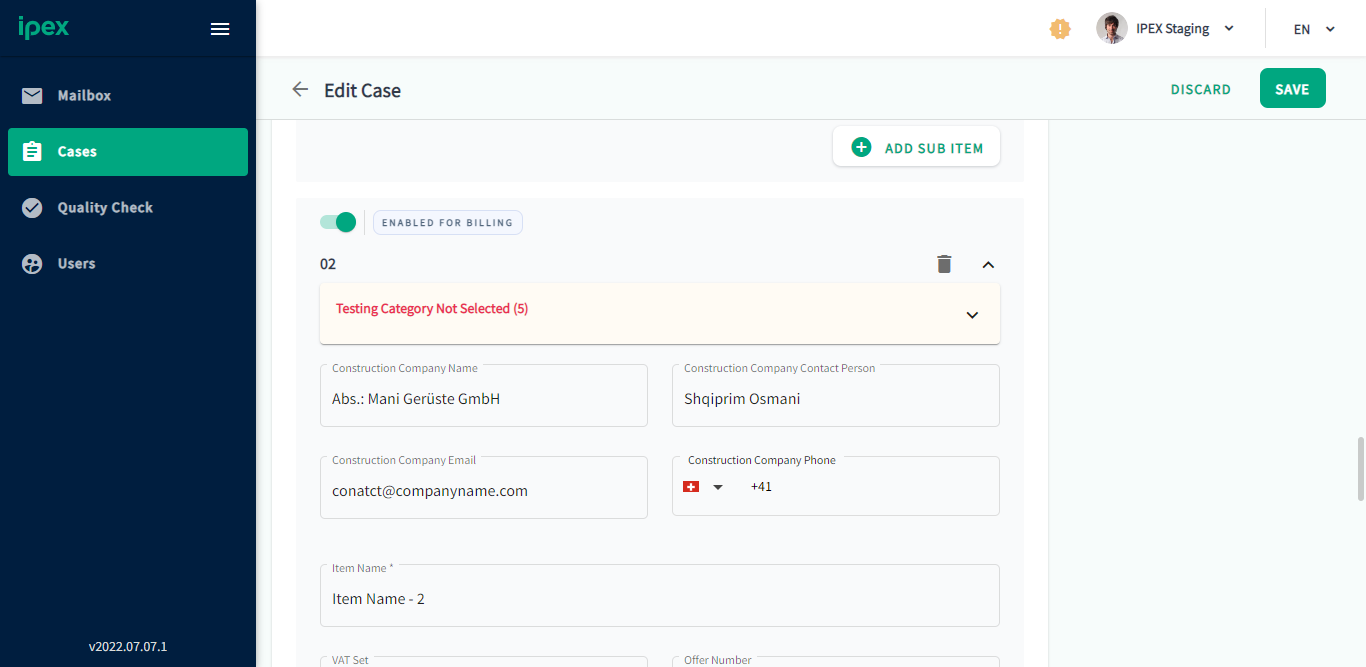 ipex
IPEX Staging
EN
Mailbox
Cases
Quality Check
Users
v2022.07.07.1
Edit Case
DISCARD
SAVE
ADD SUB ITEM
ENABLED FOR BILLING
02
Testing Category Not Selected (5)
Construction Company Name
Abs.: Mani Gerüste GmbH
Construction Company Contact Person
Shqiprim Osmani
Construction Company Email
conatct@companyname.com
Construction Company Phone
+41
Item Name *
Item Name - 2
VAT Set
Offer Number